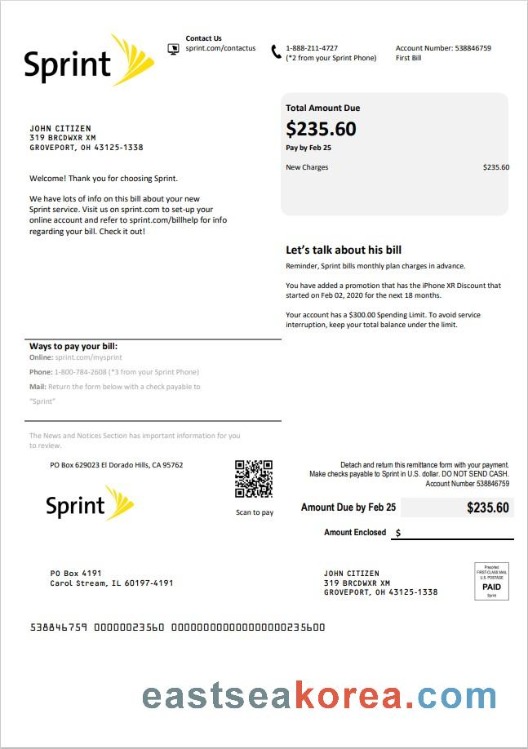 Sprint
Contact Us
sprint.com/contactus
1-888-211-4727
(*2 from your Sprint Phone)
Account Number: 538846759
First Bill
Total Amount Due
$235.60
Pay by Feb 25
New Charges $235.60
JOHN CITIZEN
319 BRCDWXR XM
GROVEPORT, OH 43125-1338
Welcome! Thank you for choosing Sprint.
We have lots of info on this bill about your new
Sprint service. Visit us on sprint.com to set-up your
online account and refer to sprint.com/billhelp for info
regarding your bill. Check it out!
Let's talk about his bill
Reminder, Sprint bills monthly plan charges in advance.
You have added a promotion that has the iPhone XR Discount that
started on Feb 02, 2020 for the next 18 months.
Your account has a $300.00 Spending Limit. To avoid service
interruption, keep your total balance under the limit.
Ways to pay your bill:
Online: sprint.com/mysprint
Phone: 1-800-784-2608 (*3 from your Sprint Phone)
Mail: Return the form below with a check payable to
"Sprint"
The News and Notices Section has important information for you
to review.
PO Box 629023 El Dorado Hills, CA 95762
Sprint
Scan to pay
Detach and return this remittance form with your payment.
Make checks payable to Sprint in U.S. dollar. DO NOT SEND CASH.
Account Number 538846759
Amount Due by Feb 25 $235.60
Amount Enclosed $
PO Box 4191
Carol Stream, IL 60197-4191
JOHN CITIZEN
319 BRCDWXR XM
GROVEPORT, OH 43125-1338
FIRST-CLASS MAIL
U.S. POSTAGE
PAID
Sprint
538846759 00000023560 00000000000000000000235600
eastseakorea.com